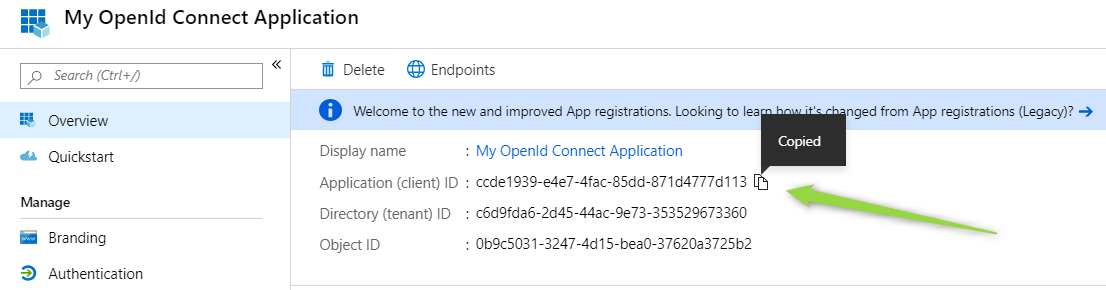 My OpenId Connect Application
Search (Ctrl+/)
«
Overview
Quickstart
Manage
Branding
Authentication
Delete Endpoints
Welcome to the new and improved App registrations. Looking to learn how it's changed from App registrations (Legacy)? →
Copied
Display name : My OpenId Connect Application
Application (client) ID : ccde1939-e4e7-4fac-85dd-871d4777d113
Directory (tenant) ID : c6d9fda6-2d45-44ac-9e73-353529673360
Object ID : 0b9c5031-3247-4d15-bea0-37620a3725b2